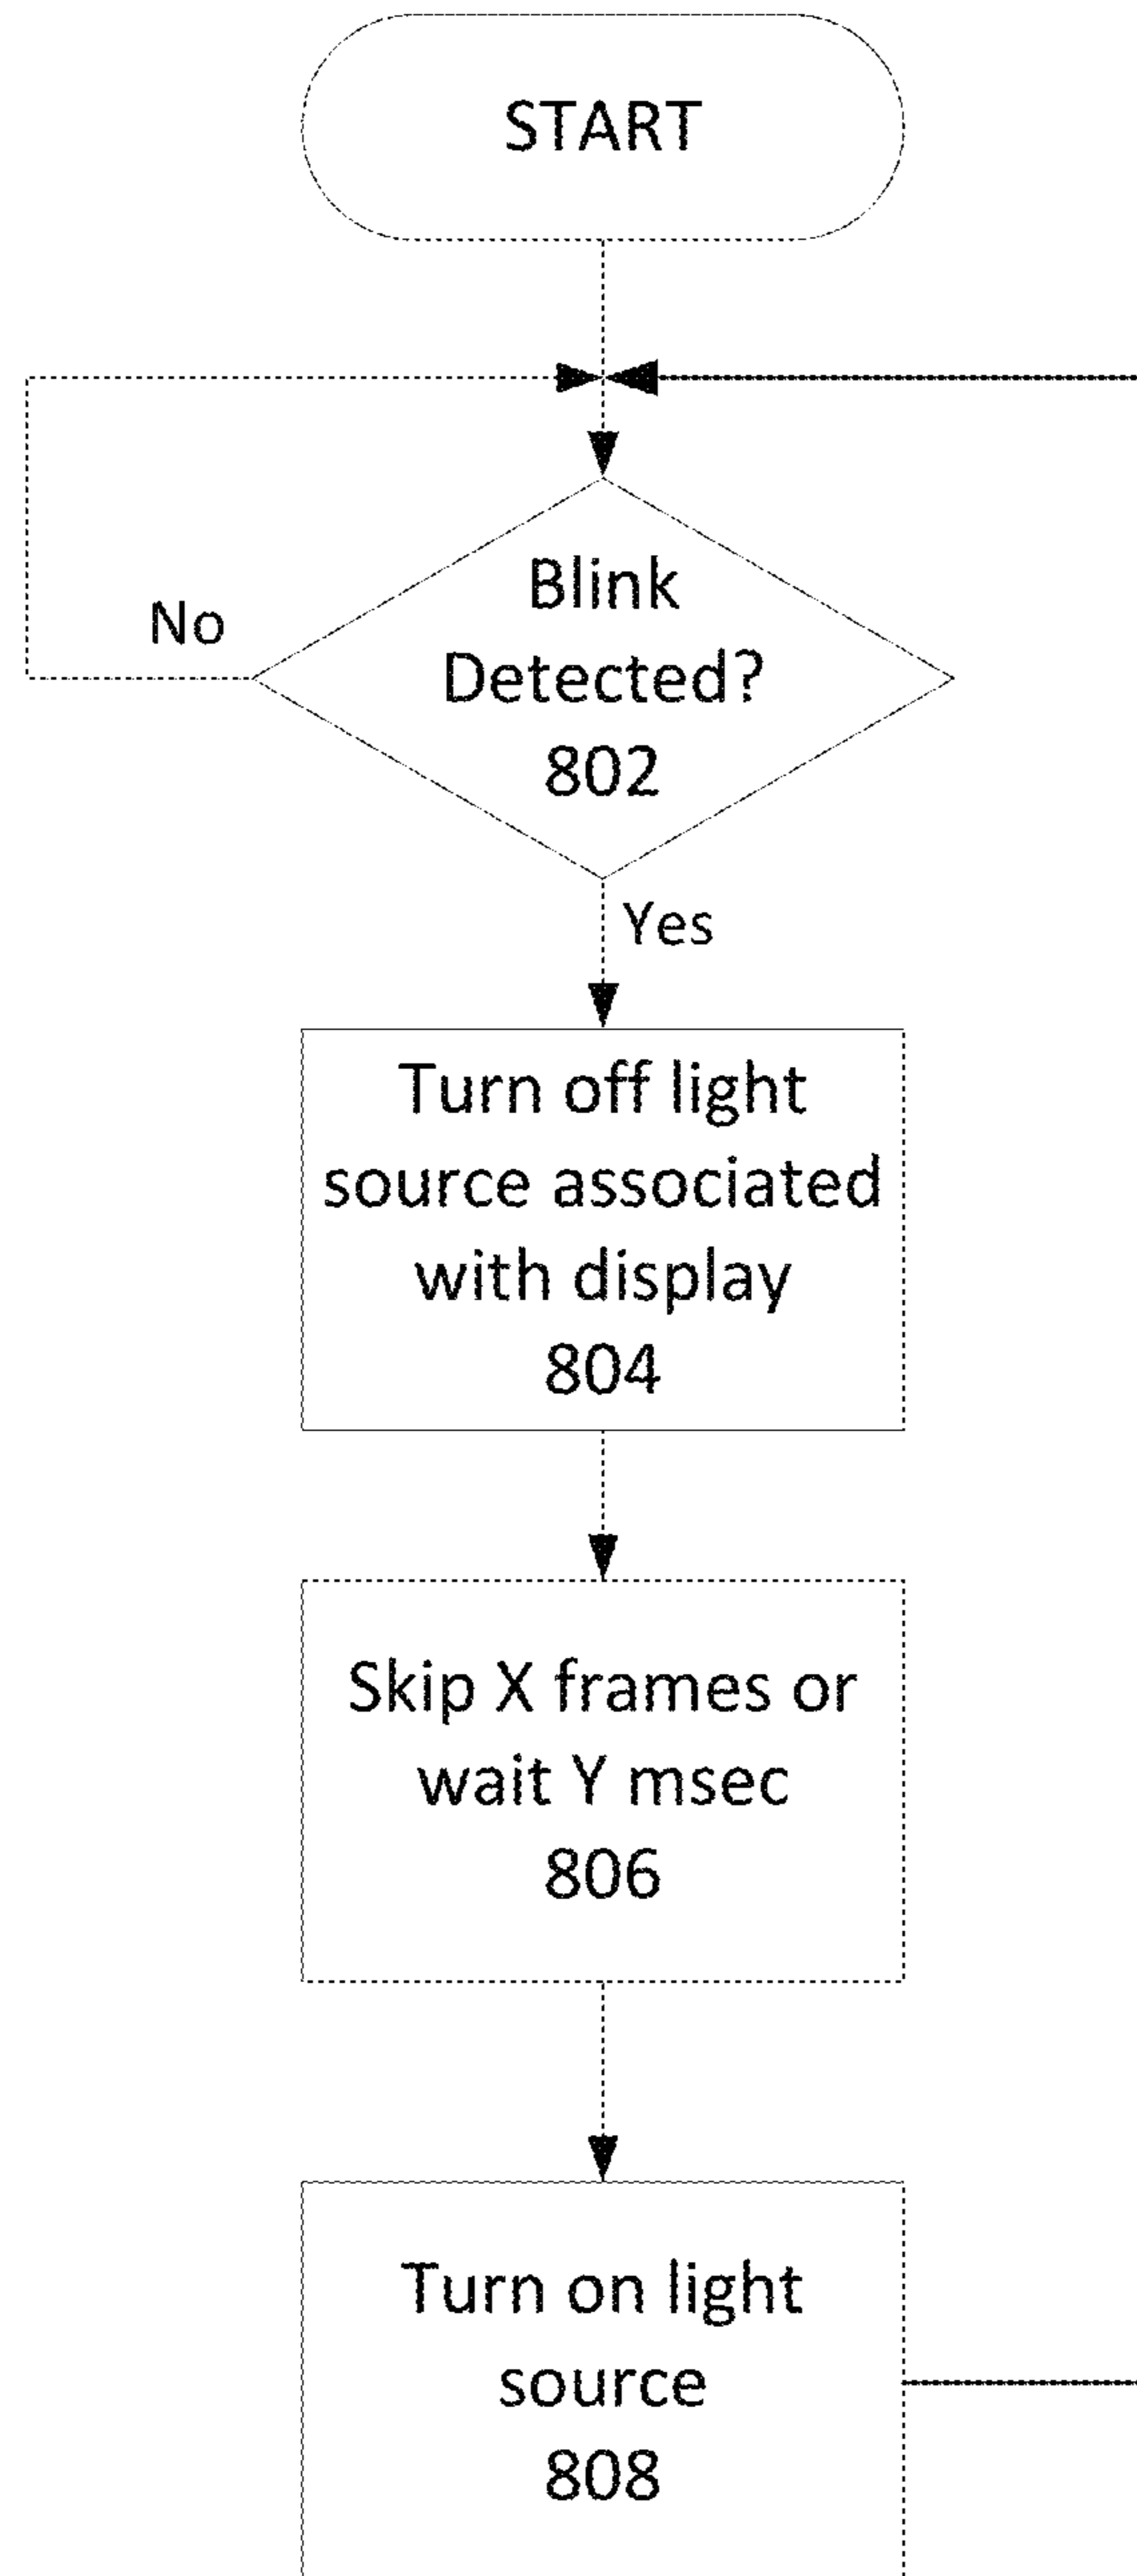 START
Blink
Detected?
802
No
Yes
Turn off light
source associated
with display
804
Skip X frames or
wait Y msec
806
Turn on light
source
808